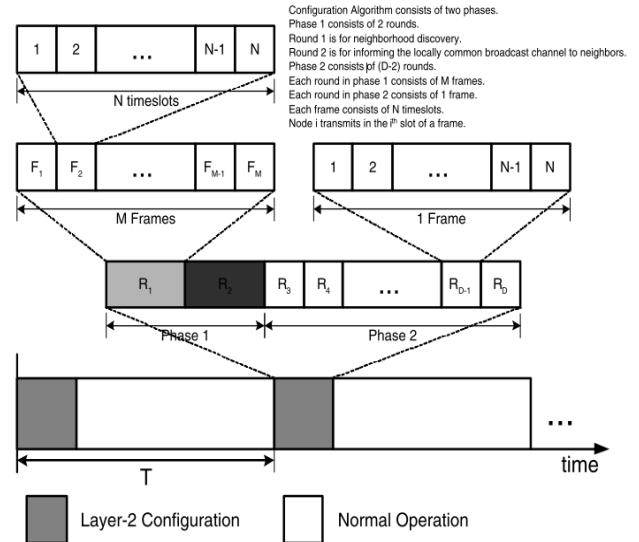 Configuration Algorithm consists of two phases.
Phase 1 consists of 2 rounds.
Round 1 is for neighborhood discovery.
Round 2 is for informing the locally common broadcast channel to neighbors.
Phase 2 consists of (D-2) rounds.
Each round in phase 1 consists of M frames.
Each round in phase 2 consists of 1 frame.
Each frame consists of N timeslots.
Node i transmits in the iᵗʰ slot of a frame.
1 2 ... N-1 N
N timeslots
F₁ F₂ ... F_M-1 F_M
1 2 ... N-1 N
M Frames
1 Frame
R₁ R₂ R₃ R₄ ... R_D-1 R_D
Phase 1
Phase 2
...
T
time
Layer-2 Configuration
Normal Operation